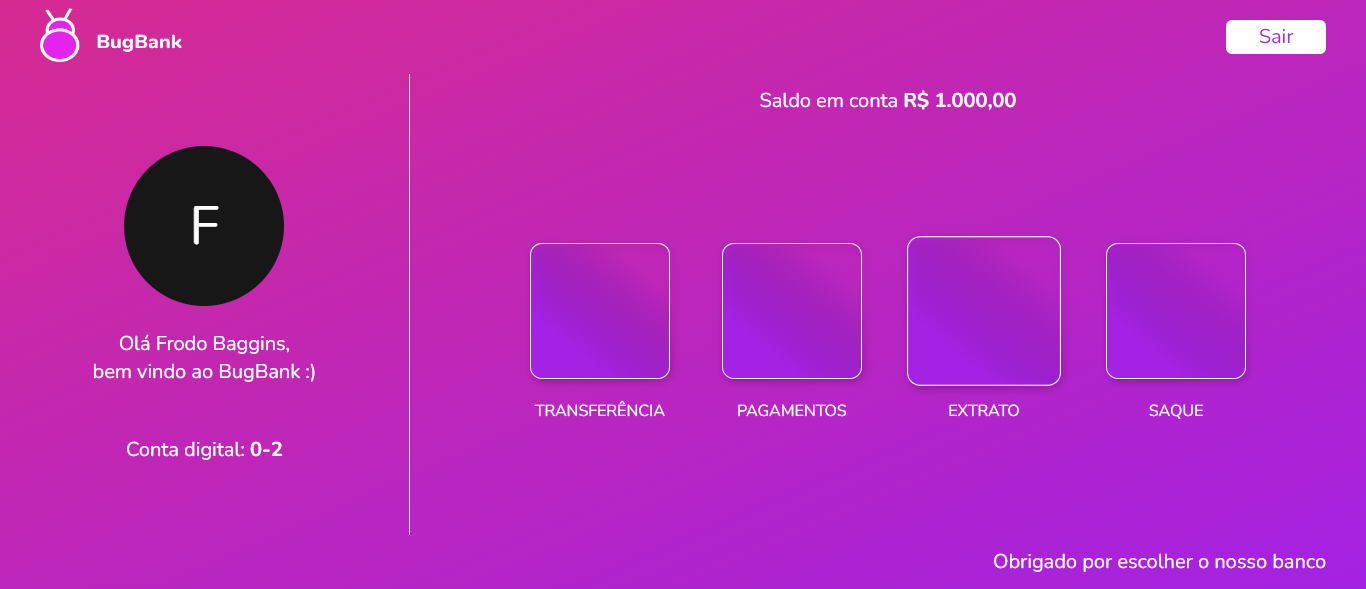 BugBank
Sair
Saldo em conta R$ 1.000,00
F
Olá Frodo Baggins,
bem vindo ao BugBank :)
Conta digital: 0-2
TRANSFERÊNCIA
PAGAMENTOS
EXTRATO
SAQUE
Obrigado por escolher o nosso banco